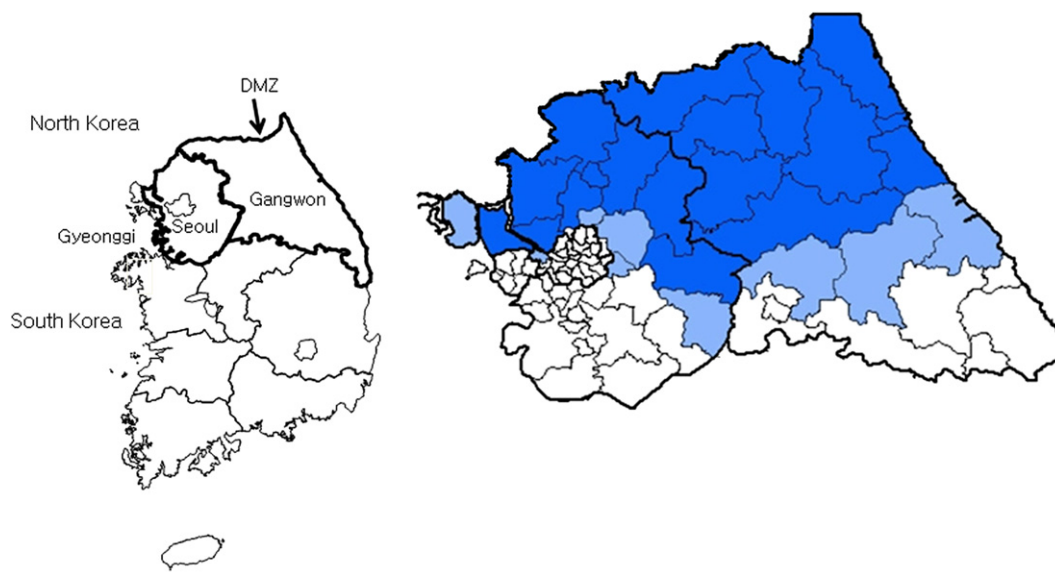 DMZ
North Korea
Gangwon
Seoul
Gyeonggi
South Korea